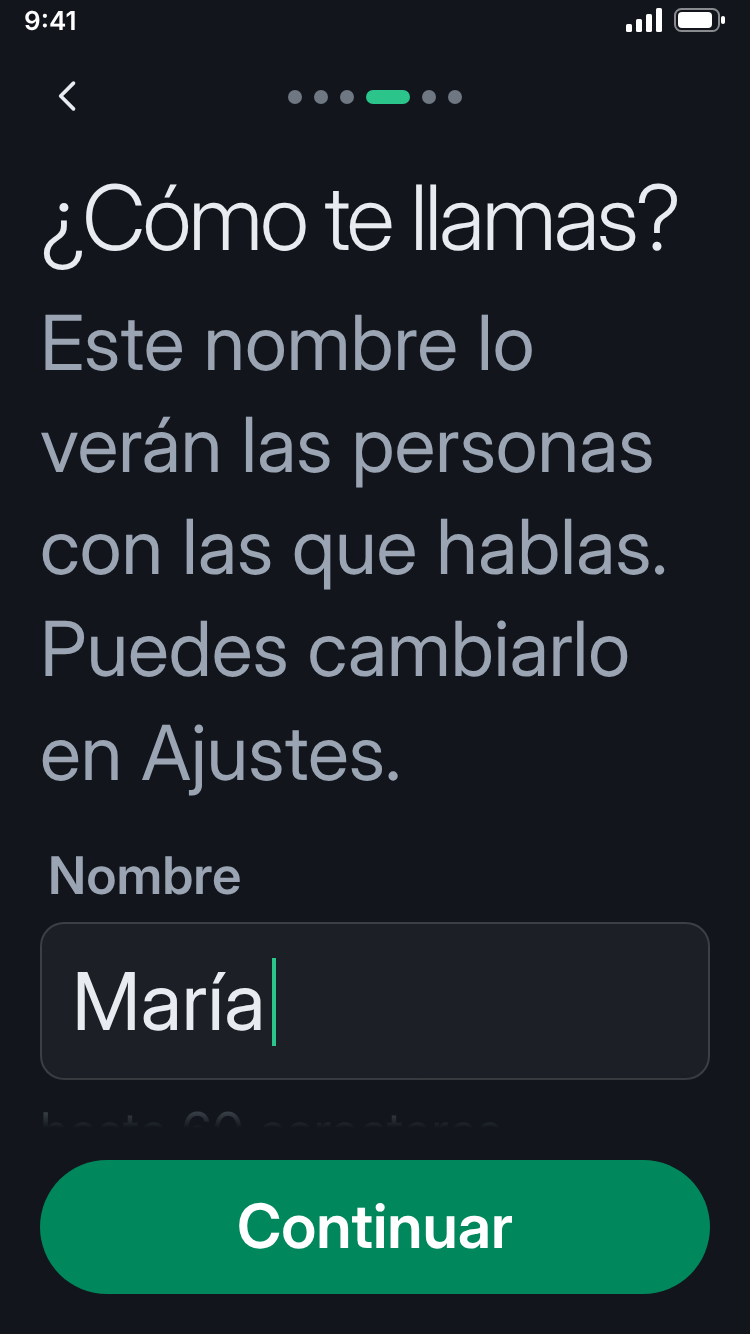 9:41
¿Cómo te llamas?
Este nombre lo
verán las personas
con las que hablas.
Puedes cambiarlo
en Ajustes.
Nombre
María
Continuar